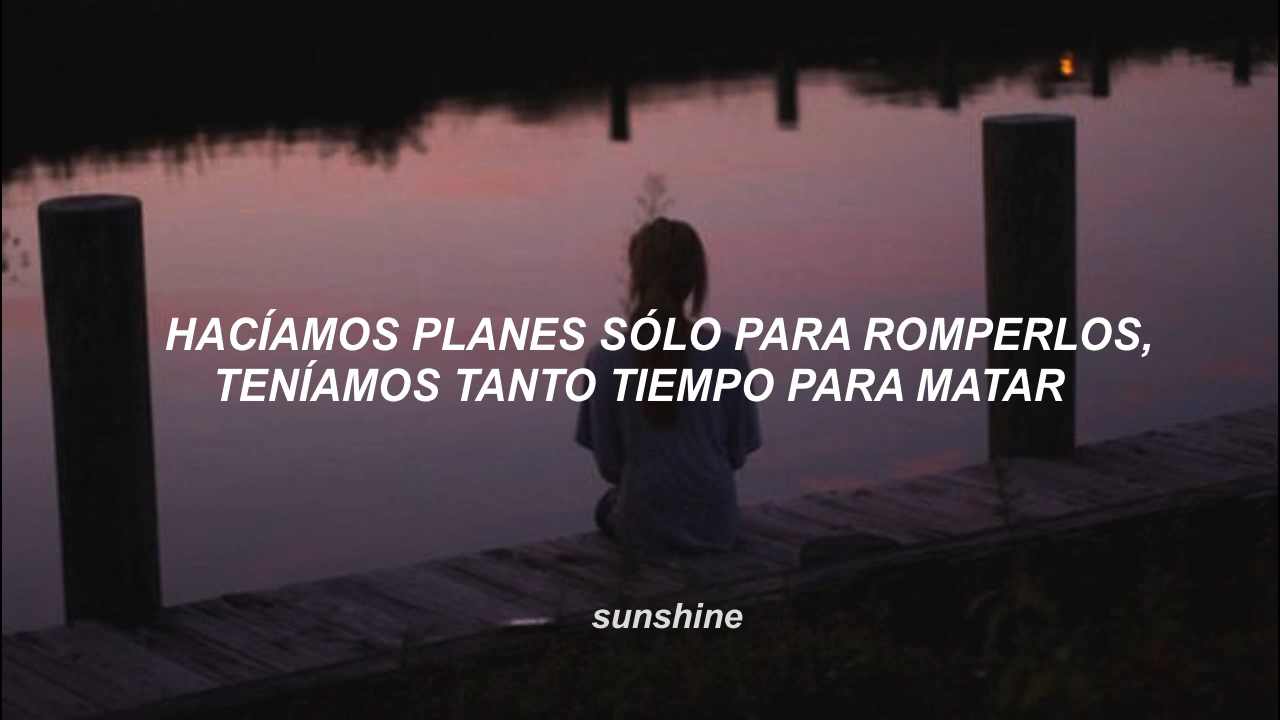 HACÍAMOS PLANES SÓLO PARA ROMPERLOS,
TENÍAMOS TANTO TIEMPO PARA MATAR
sunshine